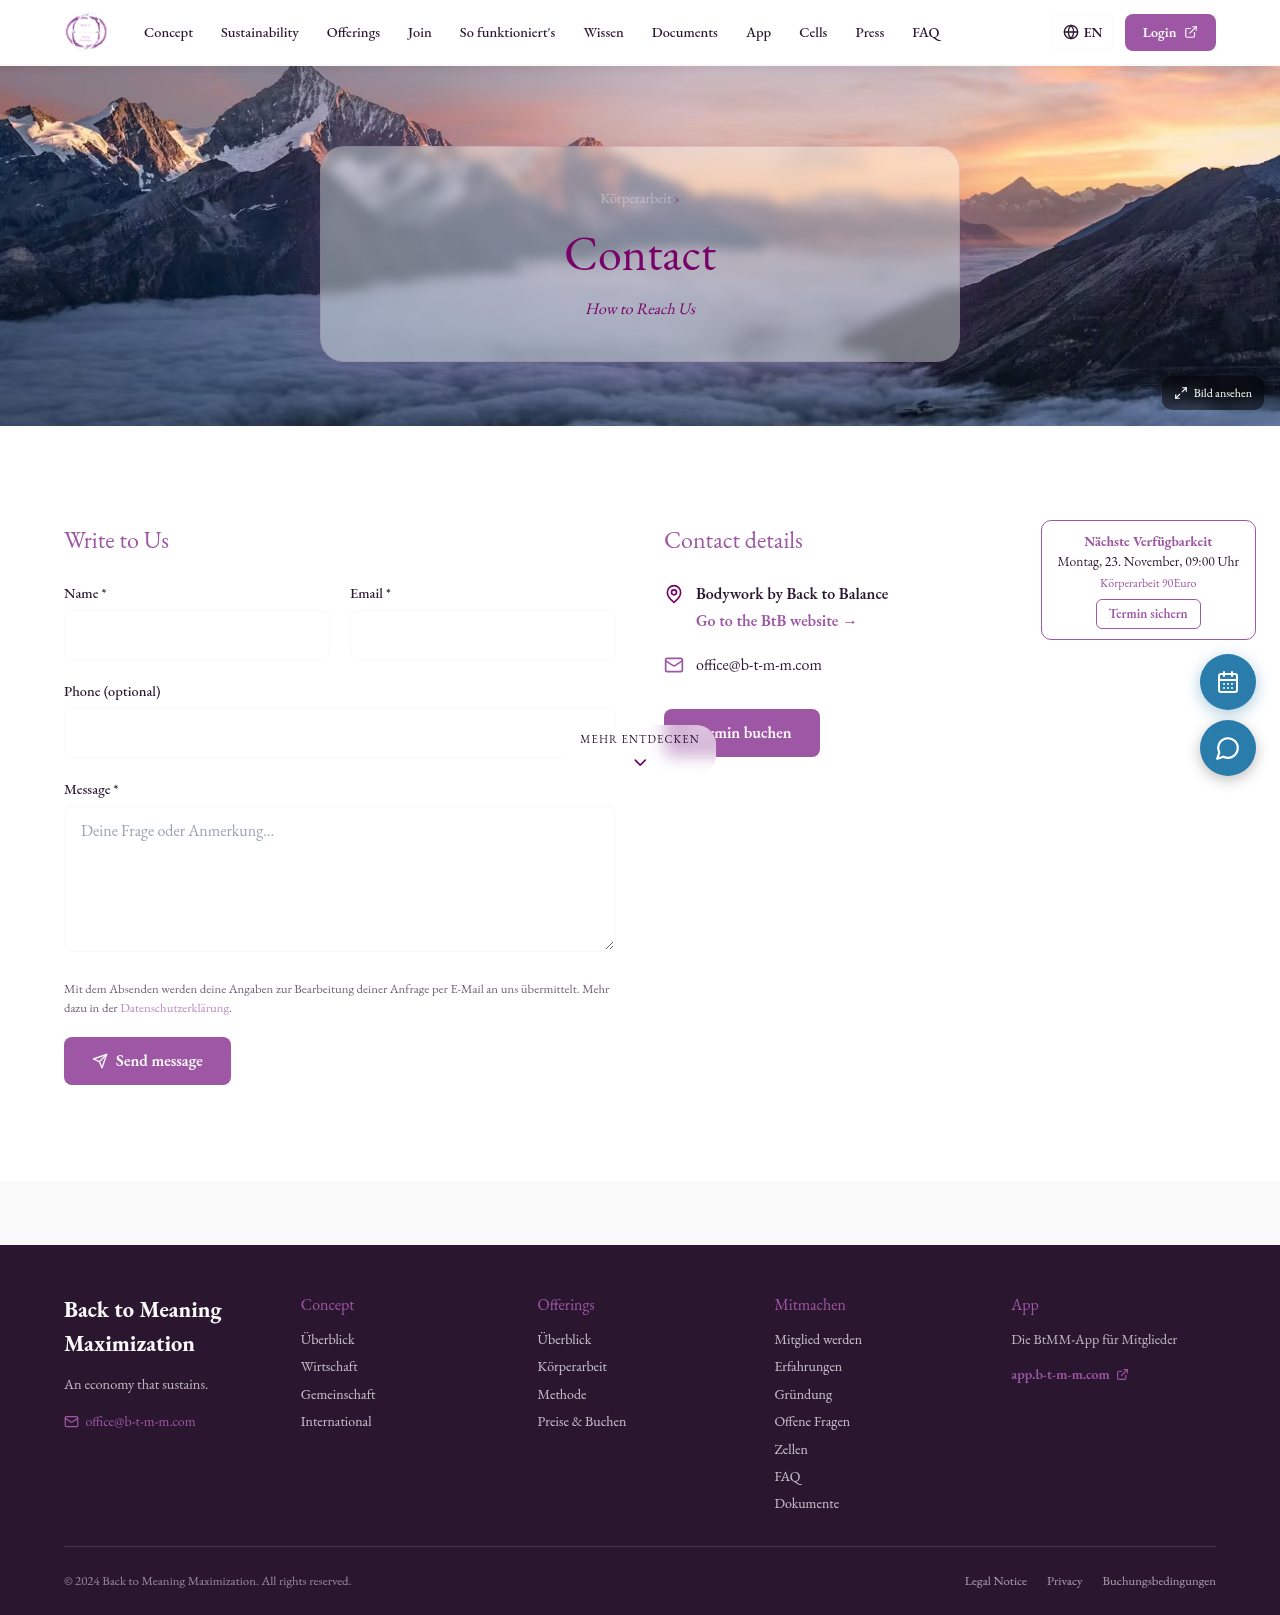 Concept
Sustainability
Offerings
Join
So funktioniert's
Wissen
Documents
App
Cells
Press
FAQ
EN
Login
Körperarbeit ›
Contact
How to Reach Us
Bild ansehen
Write to Us
Name *
Email *
Phone (optional)
Message *
Deine Frage oder Anmerkung...
Mit dem Absenden werden deine Angaben zur Bearbeitung deiner Anfrage per E-Mail an uns übermittelt. Mehr
dazu in der Datenschutzerklärung.
Send message
Contact details
Bodywork by Back to Balance
Go to the BtB website →
office@b-t-m-m.com
buchen
MEHR ENTDECKEN
Nächste Verfügbarkeit
Montag, 23. November, 09:00 Uhr
Körperarbeit 90Euro
Termin sichern
Back to Meaning
Maximization
An economy that sustains.
office@b-t-m-m.com
Concept
Überblick
Wirtschaft
Gemeinschaft
International
Offerings
Überblick
Körperarbeit
Methode
Preise & Buchen
Mitmachen
Mitglied werden
Erfahrungen
Gründung
Offene Fragen
Zellen
FAQ
Dokumente
App
Die BtMM-App für Mitglieder
app.b-t-m-m.com
© 2024 Back to Meaning Maximization. All rights reserved.
Legal Notice
Privacy
Buchungsbedingungen